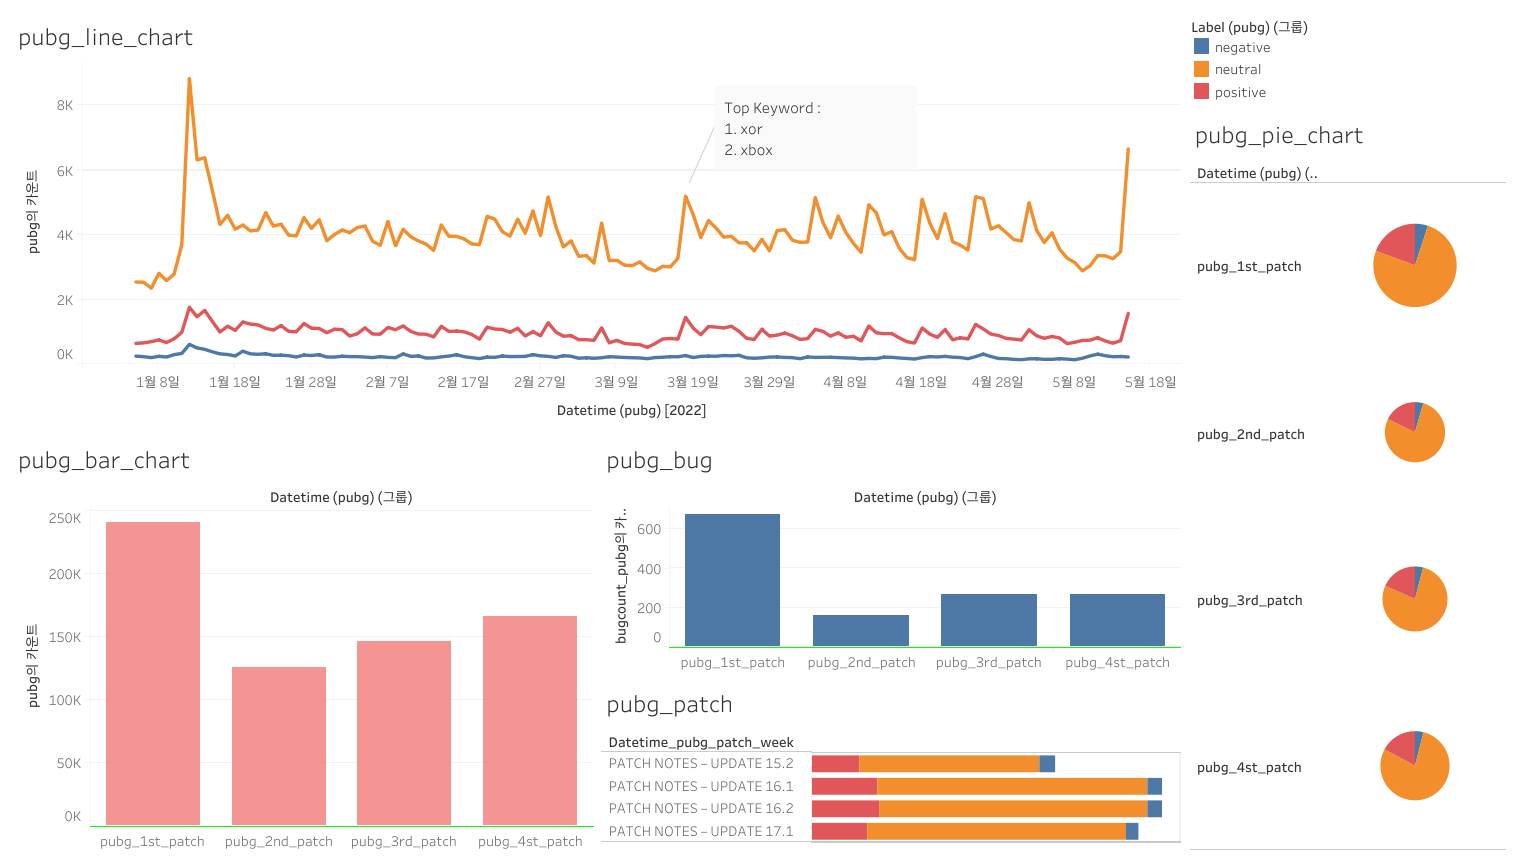 pubg_line_chart
8K
6K
4K
2K
0K
pubg의 카운트
Top Keyword :
1. xor
2. xbox
1월 8일
1월 18일
1월 28일
2월 7일
2월 17일
2월 27일
3월 9일
3월 19일
3월 29일
4월 8일
4월 18일
4월 28일
5월 8일
5월 18일
Datetime (pubg) [2022]
Label (pubg) (그룹)
negative
neutral
positive
pubg_pie_chart
Datetime (pubg) (..
pubg_1st_patch
pubg_2nd_patch
pubg_3rd_patch
pubg_4st_patch
pubg_bar_chart
Datetime (pubg) (그룹)
250K
200K
150K
100K
50K
0K
pubg의 카운트
pubg_1st_patch
pubg_2nd_patch
pubg_3rd_patch
pubg_4st_patch
pubg_bug
Datetime (pubg) (그룹)
600
400
200
0
bugcount_pubg의 카..
pubg_1st_patch
pubg_2nd_patch
pubg_3rd_patch
pubg_4st_patch
pubg_patch
Datetime_pubg_patch_week
PATCH NOTES – UPDATE 15.2
PATCH NOTES – UPDATE 16.1
PATCH NOTES – UPDATE 16.2
PATCH NOTES – UPDATE 17.1